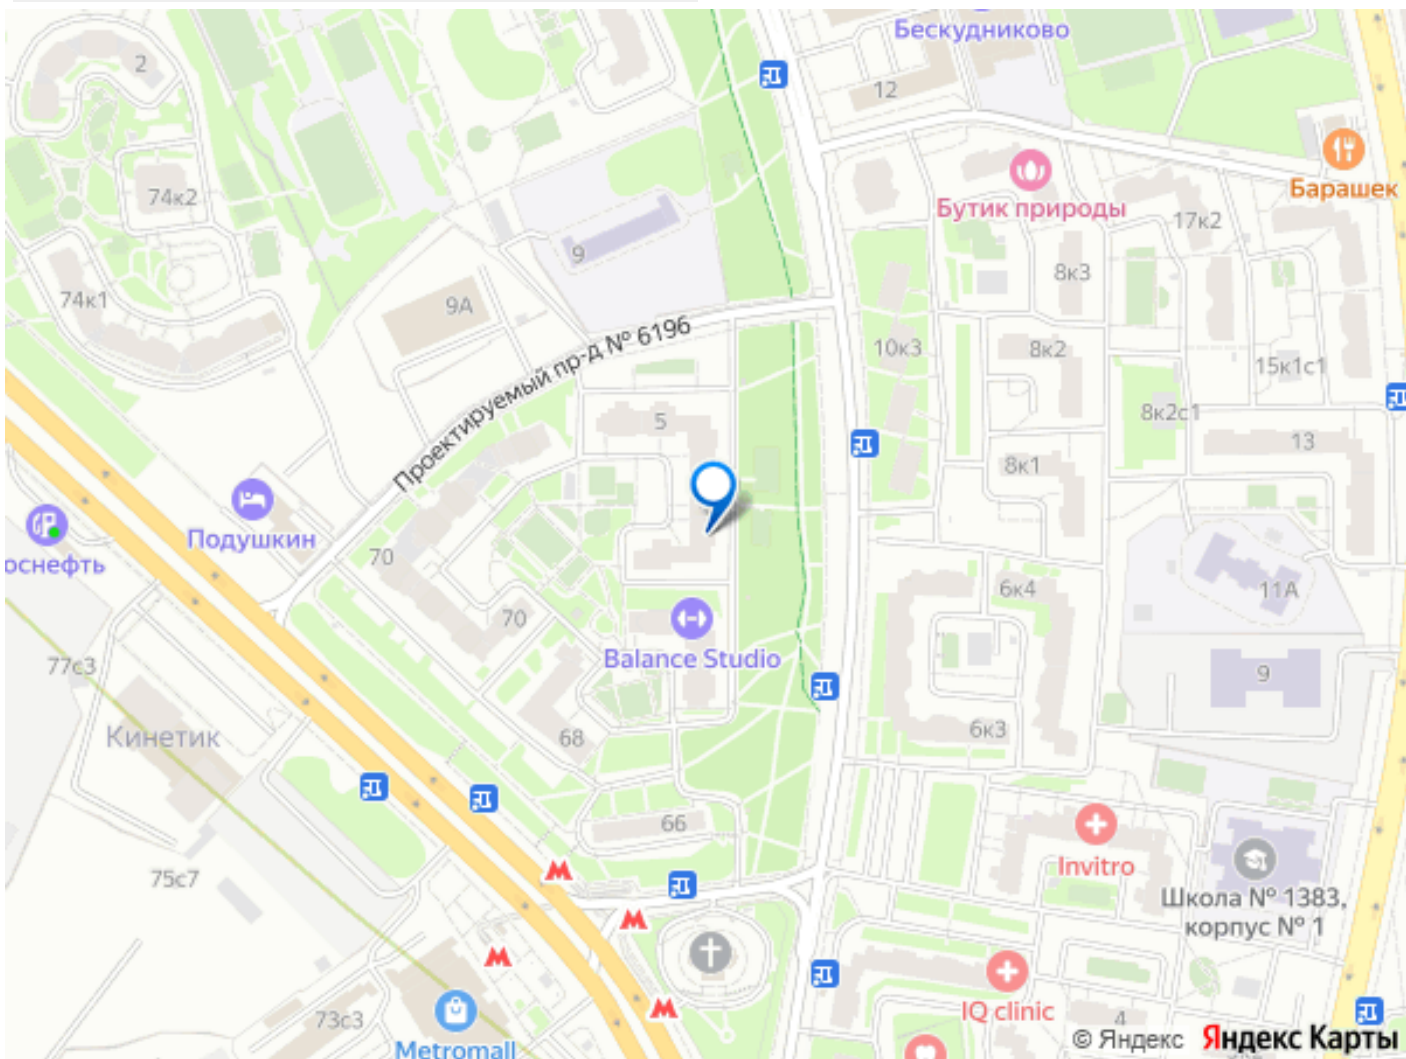 Бескудниково
2
12
74к2
Барашек
Бутик природы
17к2
9
8к3
74к1
9А
Проектируемый пр-д № 6196
10к3
8к2
15к1с1
5
8к2с1
13
8к1
Подушкин
оснефть
70
6к4
11А
70
Balance Studio
77с3
9
Кинетик
68
6к3
66
Invitro
75с7
Школа № 1383,
корпус № 1
IQ clinic
73с3
4
Metromall
© Яндекс Яндекс Карты